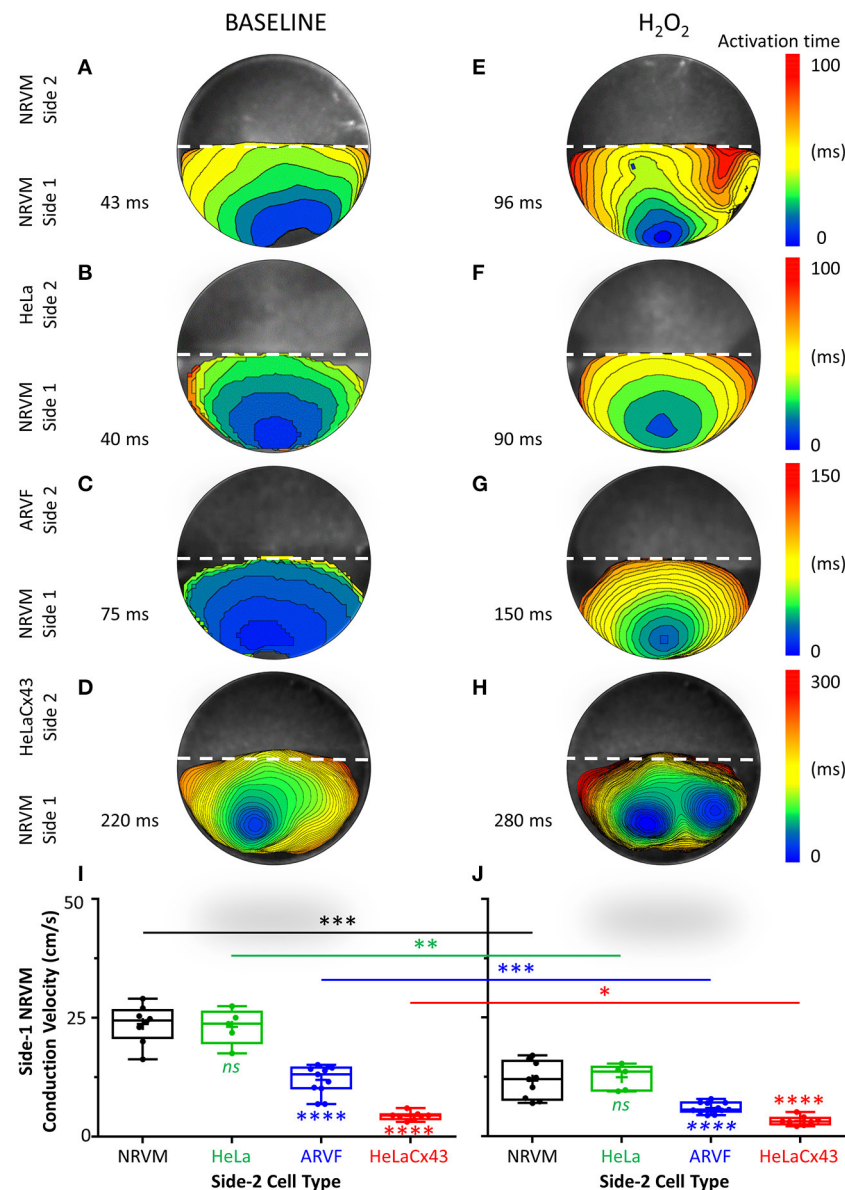 BASELINE
H2O2
Activation time
A
NRVM
Side 2
NRVM
Side 1
43 ms
E
96 ms
100
(ms)
0
B
HeLa
Side 2
NRVM
Side 1
40 ms
F
90 ms
100
(ms)
0
C
ARVF
Side 2
NRVM
Side 1
75 ms
G
150 ms
150
(ms)
0
D
HeLaCx43
Side 2
NRVM
Side 1
220 ms
H
280 ms
300
(ms)
0
I
J
50
25
0
Side-1 NRVM
Conduction Velocity (cm/s)
***
**
***
*
ns
****
****
ns
****
****
NRVM HeLa ARVF HeLaCx43
Side-2 Cell Type
NRVM HeLa ARVF HeLaCx43
Side-2 Cell Type